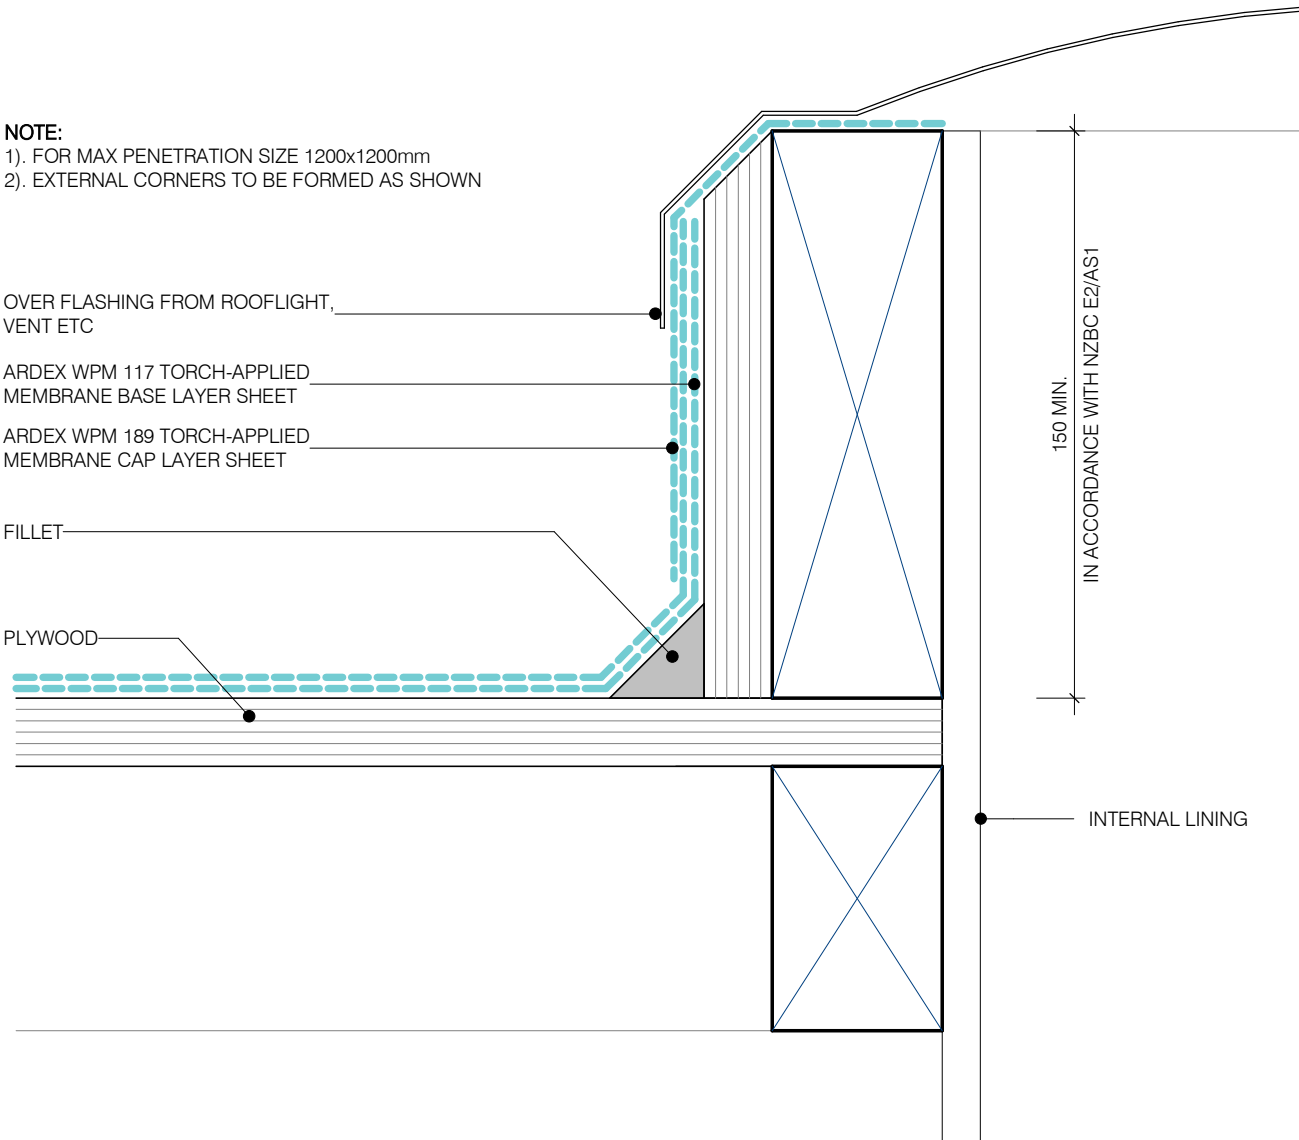 NOTE:
1). FOR MAX PENETRATION SIZE 1200x1200mm
2). EXTERNAL CORNERS TO BE FORMED AS SHOWN
OVER FLASHING FROM ROOFLIGHT,
VENT ETC
ARDEX WPM 117 TORCH-APPLIED
MEMBRANE BASE LAYER SHEET
ARDEX WPM 189 TORCH-APPLIED
MEMBRANE CAP LAYER SHEET
FILLET
PLYWOOD
150 MIN.
IN ACCORDANCE WITH NZBC E2/AS1
INTERNAL LINING